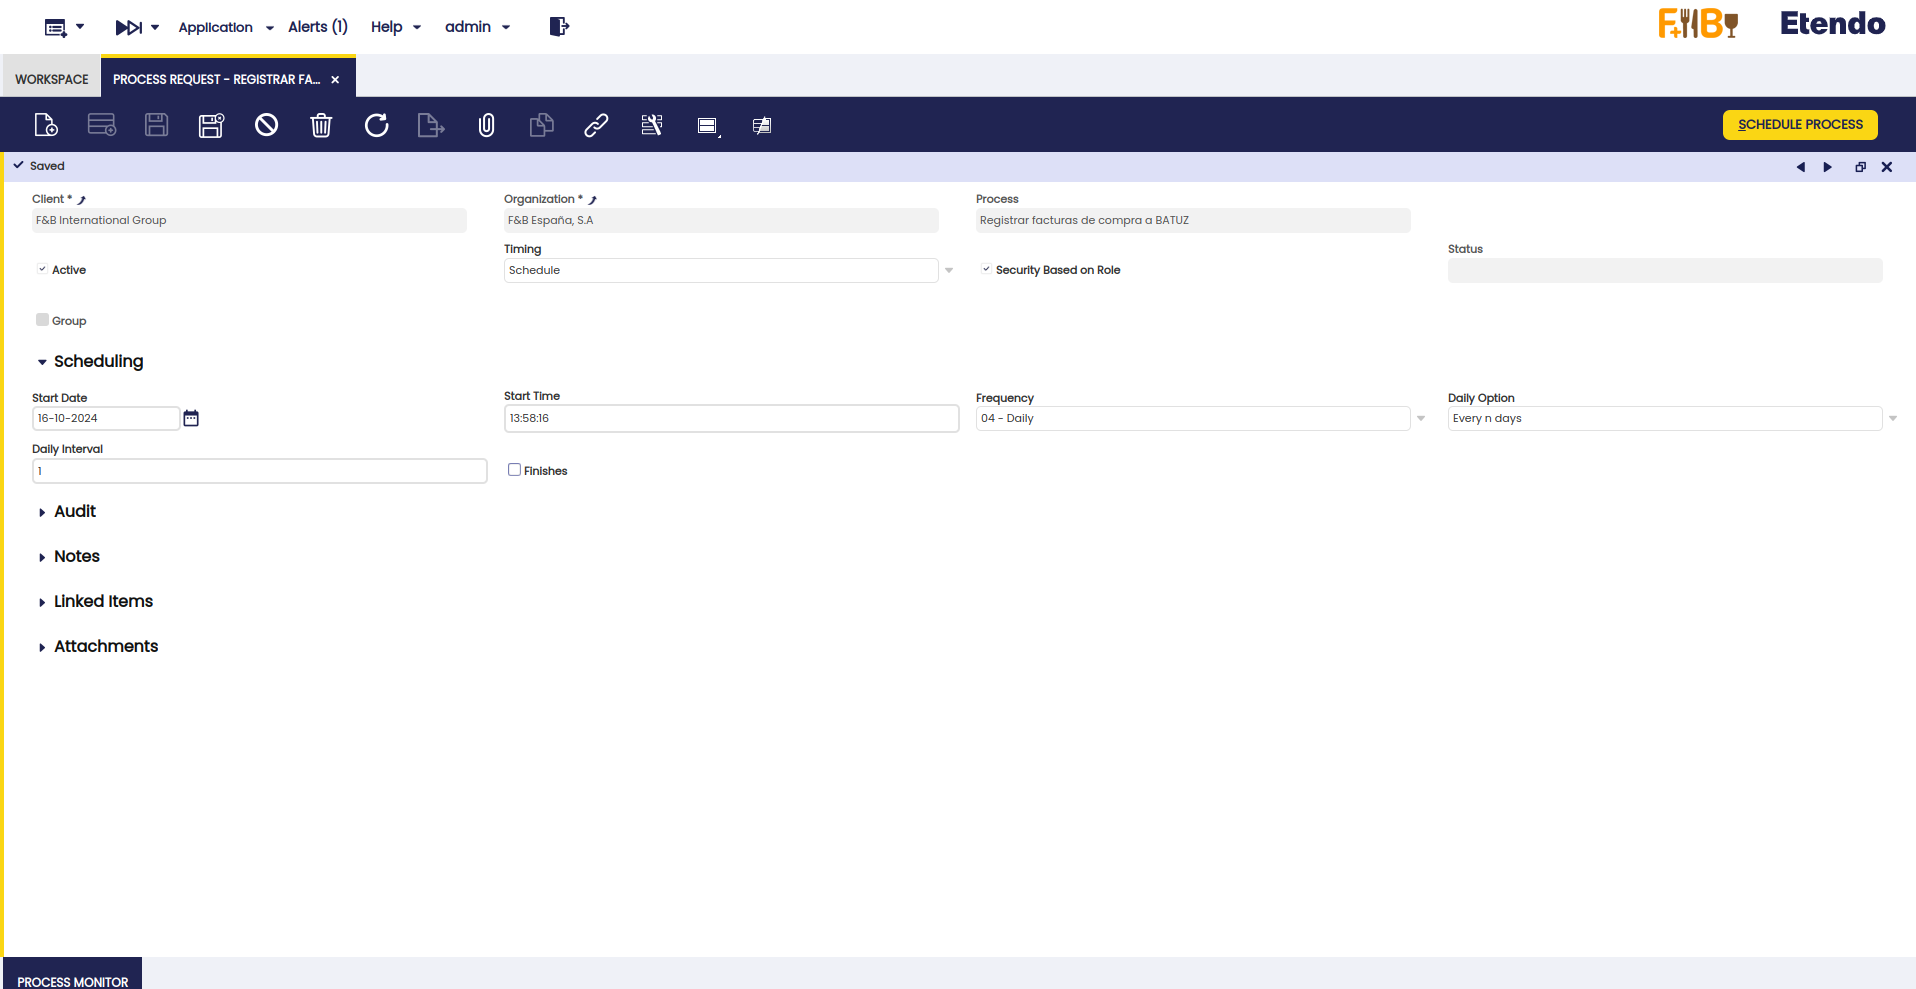 Application
Alerts (1)
Help
admin
F+B
Etendo
WORKSPACE
PROCESS REQUEST - REGISTRAR FA...
SCHEDULE PROCESS
Saved
Client *
Organization *
Process
F&B International Group
F&B España, S.A
Registrar facturas de compra a BATUZ
Timing
Status
Active
Schedule
Security Based on Role
Group
Scheduling
Start Date
Start Time
Frequency
Daily Option
16-10-2024
13:58:16
04 - Daily
Every n days
Daily Interval
1
Finishes
Audit
Notes
Linked Items
Attachments
PROCESS MONITOR